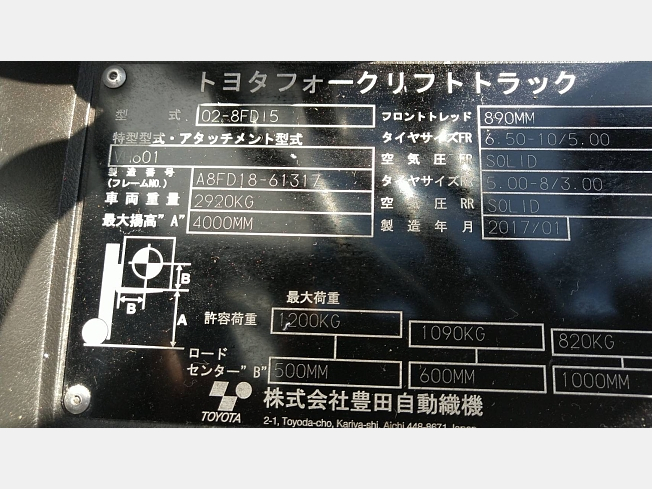 トヨタフォークリフトトラック
型式 02-8FD15 フロントトレッド 890MM
特型型式・アタッチメント型式 タイヤサイズFR 6.50-10/5.00
空気圧FR SOLID
製造番号 (フレームNO.) A8FD18-61317 タイヤサイズRR 5.00-8/3.00
車両重量 2920KG 空気圧RR SOLID
最大揚高"A" 4000MM 製造年月 2017/01
B
B
A
最大荷重
許容荷重 1200KG 1090KG 820KG
ロードセンター"B" 500MM 600MM 1000MM
TOYOTA 株式会社豊田自動織機
2-1, Toyoda-cho, Kariya-shi, Aichi 448-8671 Japan